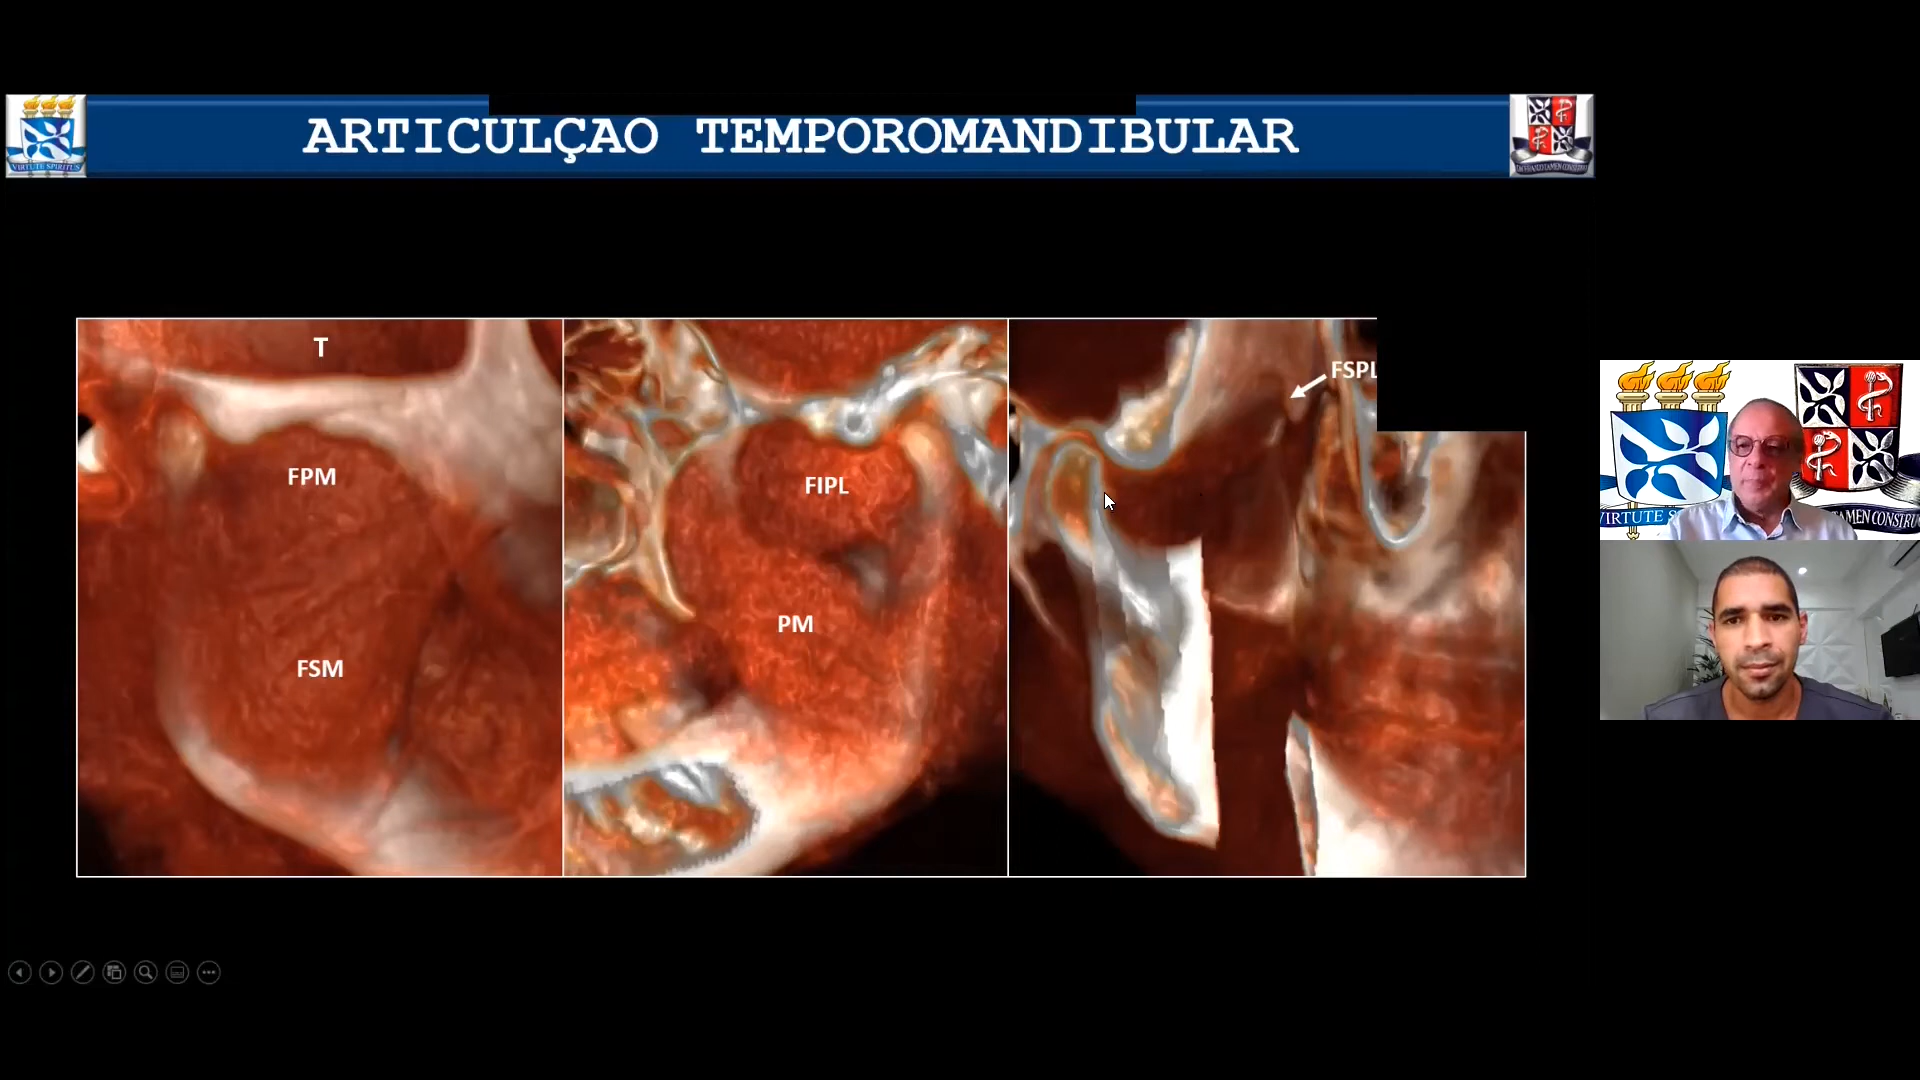 ARTICULÇAO TEMPOROMANDIBULAR
VIRTUTE SPIRITUS
T
FPM
FSM
FIPL
PM
FSPL
VIRTUTE S
AMEN CONSTRU